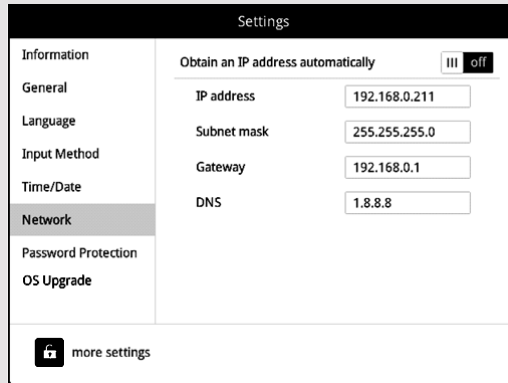 Settings
Information
General
Language
Input Method
Time/Date
Network
Password Protection
OS Upgrade
Obtain an IP address automatically off
IP address 192.168.0.211
Subnet mask 255.255.255.0
Gateway 192.168.0.1
DNS 1.8.8.8
more settings